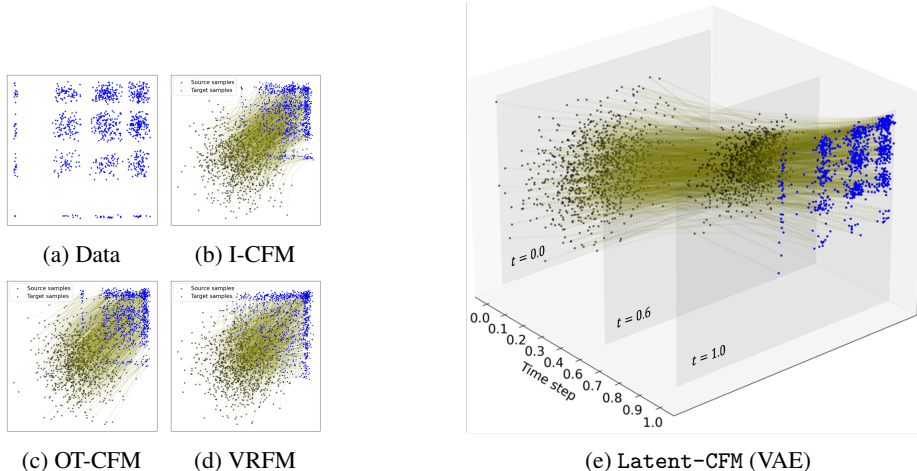 Source samples
Target samples
(a) Data
(b) I-CFM
Source samples
Target samples
Source samples
Target samples
(c) OT-CFM
(d) VRFM
t = 0.0
t = 0.6
t = 1.0
0.0
0.1
0.2
0.3
0.4
0.5
0.6
0.7
0.8
0.9
1.0
Time step
(e) Latent-CFM (VAE)